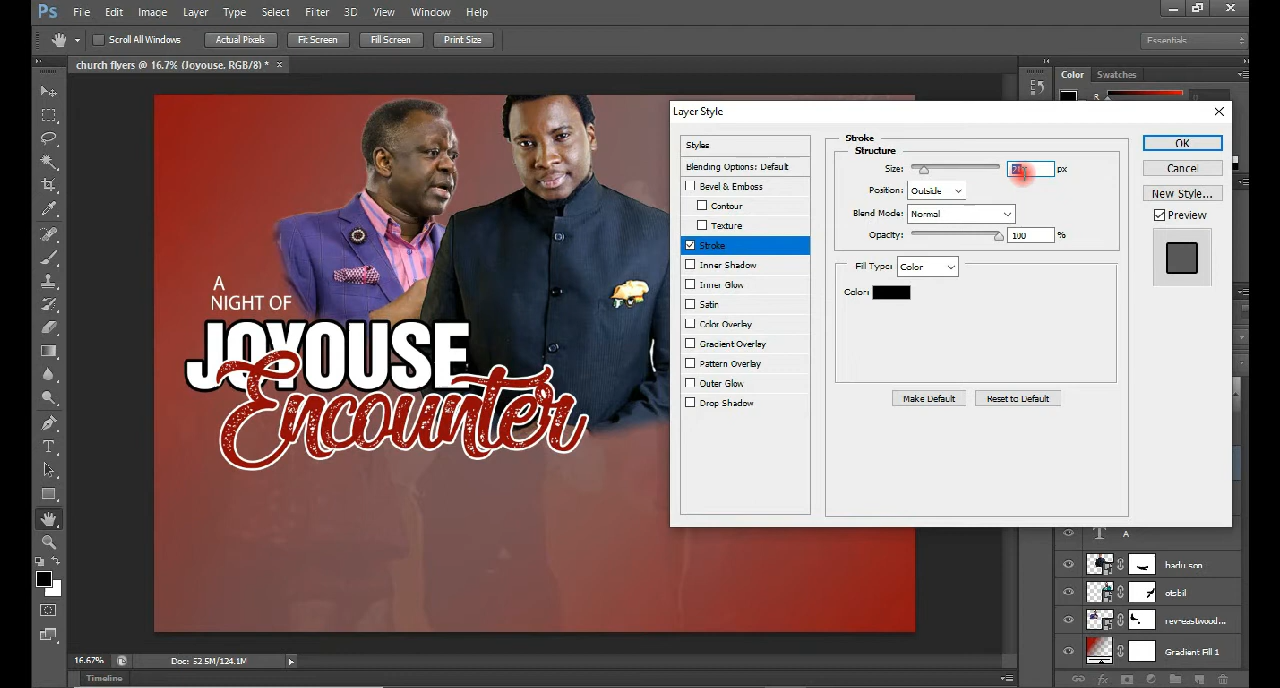 Ps File Edit Image Layer Type Select Filter 3D View Window Help
Scroll All Windows Actual Pixels Fit Screen Fill Screen Print Size Essentials
church flyers @ 16.7% (Joyouse, RGB/8) * × Color Swatches
Layer Style
Styles
Blending Options: Default
Bevel & Emboss
Contour
Texture
Stroke
Inner Shadow
Inner Glow
Satin
Color Overlay
Gradient Overlay
Pattern Overlay
Outer Glow
Drop Shadow
Stroke
Structure
Size: px
Position: Outside
Blend Mode: Normal
Opacity: 100 %
Fill Type: Color
Color:
Make Default Reset to Default
OK
Cancel
New Style...
Preview
A
NIGHT OF
JOYOUSE
Encounter
T A
hadu son
otsbil
rev-eastwood...
Gradient Fill 1
16.67% Doc: 52.5M/124.1M
Timeline